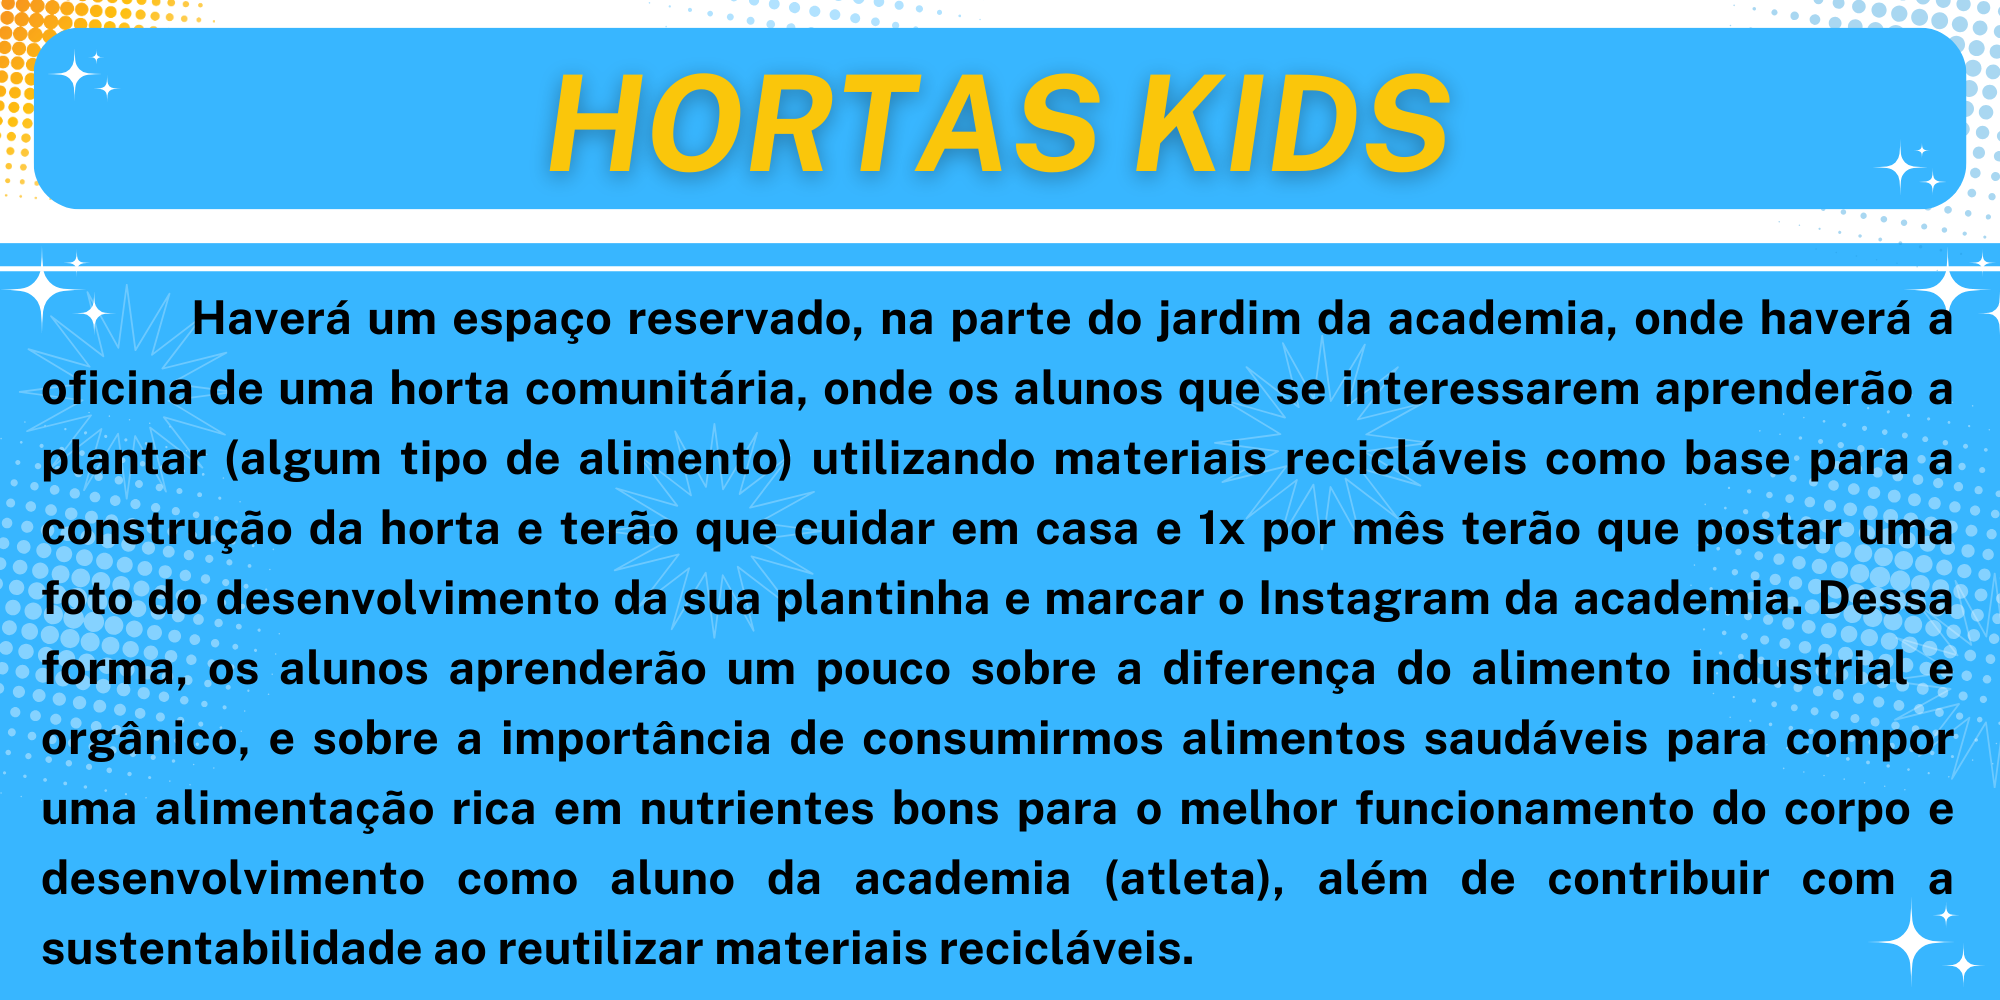 HORTAS KIDS
Haverá um espaço reservado, na parte do jardim da academia, onde haverá a
oficina de uma horta comunitária, onde os alunos que se interessarem aprenderão a
plantar (algum tipo de alimento) utilizando materiais recicláveis como base para a
construção da horta e terão que cuidar em casa e 1x por mês terão que postar uma
foto do desenvolvimento da sua plantinha e marcar o Instagram da academia. Dessa
forma, os alunos aprenderão um pouco sobre a diferença do alimento industrial e
orgânico, e sobre a importância de consumirmos alimentos saudáveis para compor
uma alimentação rica em nutrientes bons para o melhor funcionamento do corpo e
desenvolvimento como aluno da academia (atleta), além de contribuir com a
sustentabilidade ao reutilizar materiais recicláveis.